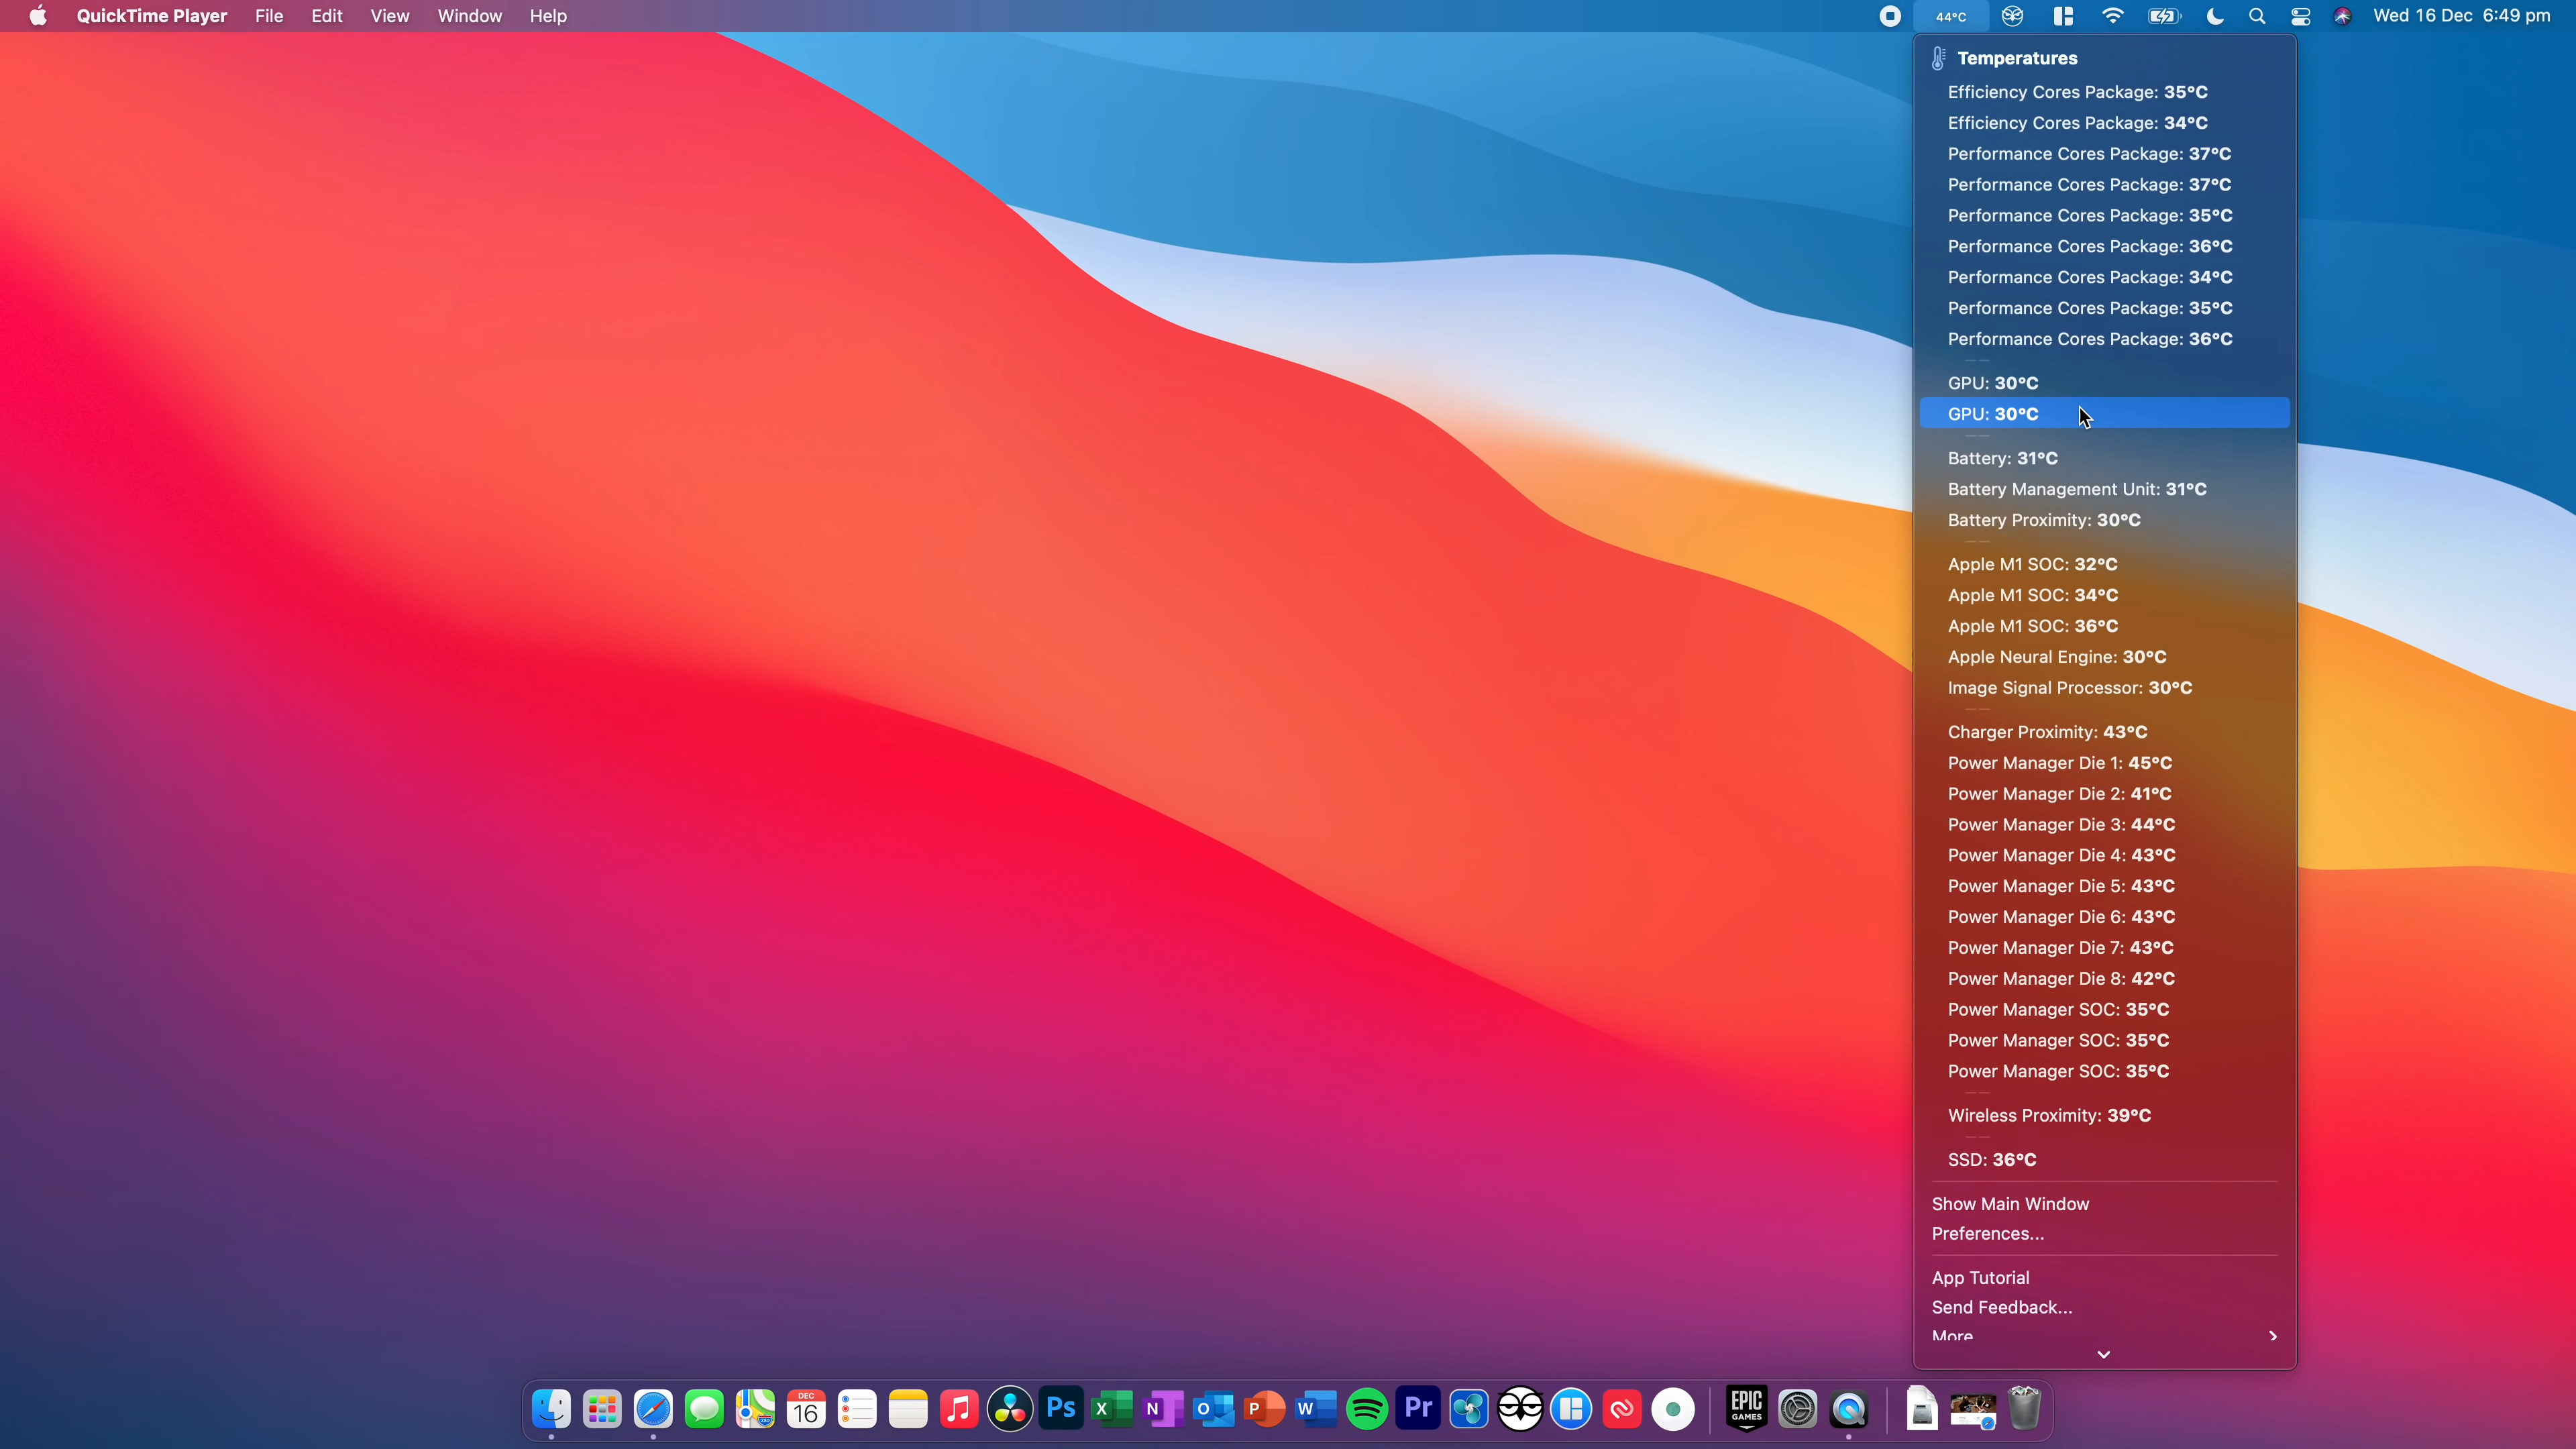 QuickTime Player File Edit View Window Help 44°C Wed 16 Dec 6:49 pm
Temperatures
Efficiency Cores Package: 35°C
Efficiency Cores Package: 34°C
Performance Cores Package: 37°C
Performance Cores Package: 37°C
Performance Cores Package: 35°C
Performance Cores Package: 36°C
Performance Cores Package: 34°C
Performance Cores Package: 35°C
Performance Cores Package: 36°C
GPU: 30°C
GPU: 30°C
Battery: 31°C
Battery Management Unit: 31°C
Battery Proximity: 30°C
Apple M1 SOC: 32°C
Apple M1 SOC: 34°C
Apple M1 SOC: 36°C
Apple Neural Engine: 30°C
Image Signal Processor: 30°C
Charger Proximity: 43°C
Power Manager Die 1: 45°C
Power Manager Die 2: 41°C
Power Manager Die 3: 44°C
Power Manager Die 4: 43°C
Power Manager Die 5: 43°C
Power Manager Die 6: 43°C
Power Manager Die 7: 43°C
Power Manager Die 8: 42°C
Power Manager SOC: 35°C
Power Manager SOC: 35°C
Power Manager SOC: 35°C
Wireless Proximity: 39°C
SSD: 36°C
Show Main Window
Preferences...
App Tutorial
Send Feedback...
More
DEC
16
Ps X N O P W Pr
EPIC
GAMES